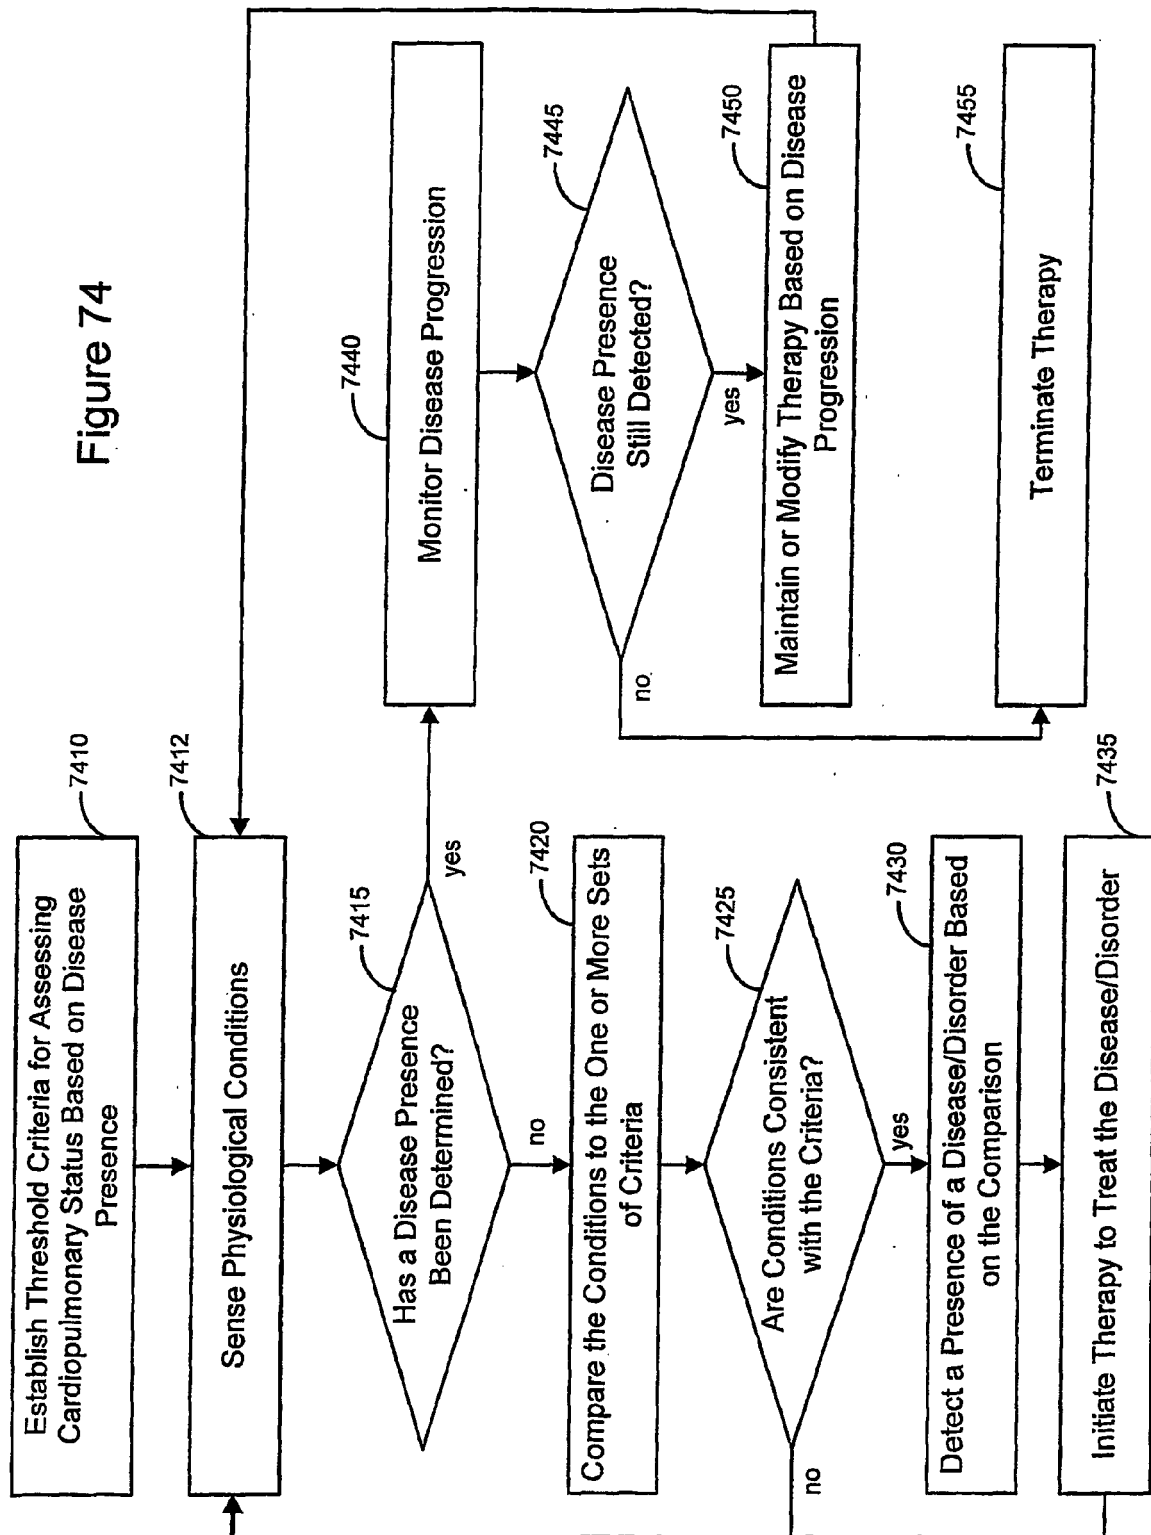 Figure 74
Establish Threshold Criteria for Assessing
Cardiopulmonary Status Based on Disease
Presence
7410
Sense Physiological Conditions
7412
Has a Disease Presence
Been Determined?
7415
yes
no
Compare the Conditions to the One or More Sets
of Criteria
7420
Are Conditions Consistent
with the Criteria?
7425
yes
no
Detect a Presence of a Disease/Disorder Based
on the Comparison
7430
Initiate Therapy to Treat the Disease/Disorder
7435
Monitor Disease Progression
7440
Disease Presence
Still Detected?
7445
yes
no
Maintain or Modify Therapy Based on Disease
Progression
7450
Terminate Therapy
7455